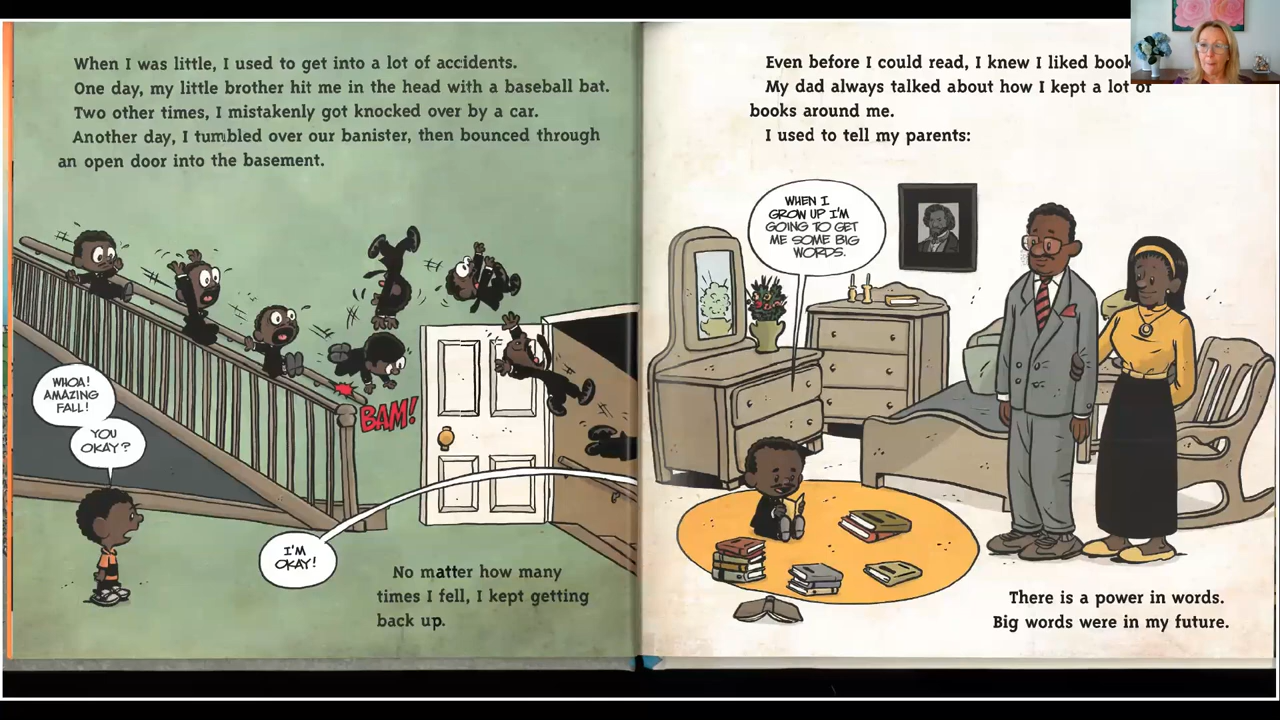 When I was little, I used to get into a lot of accidents.
One day, my little brother hit me in the head with a baseball bat.
Two other times, I mistakenly got knocked over by a car.
Another day, I tumbled over our banister, then bounced through
an open door into the basement.
WHOA!
AMAZING
FALL!
YOU
OKAY?
BAM!
I'M
OKAY!
No matter how many
times I fell, I kept getting
back up.
Even before I could read, I knew I liked book
My dad always talked about how I kept a lot of
books around me.
I used to tell my parents:
WHEN I
GROW UP I'M
GOING TO GET
ME SOME BIG
WORDS.
There is a power in words.
Big words were in my future.